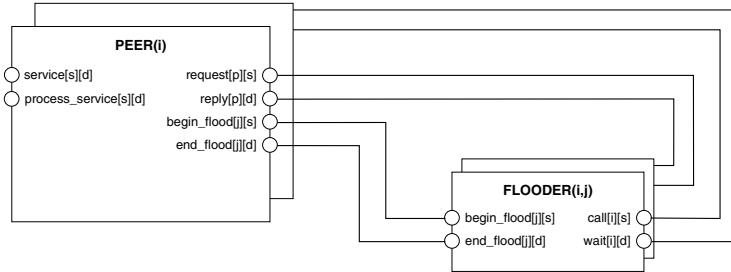 PEER(i)
service[s][d] request[p][s]
process_service[s][d] reply[p][d]
begin_flood[j][s]
end_flood[j][d]
FLOODER(i,j)
begin_flood[j][s] call[i][s]
end_flood[j][d] wait[i][d]